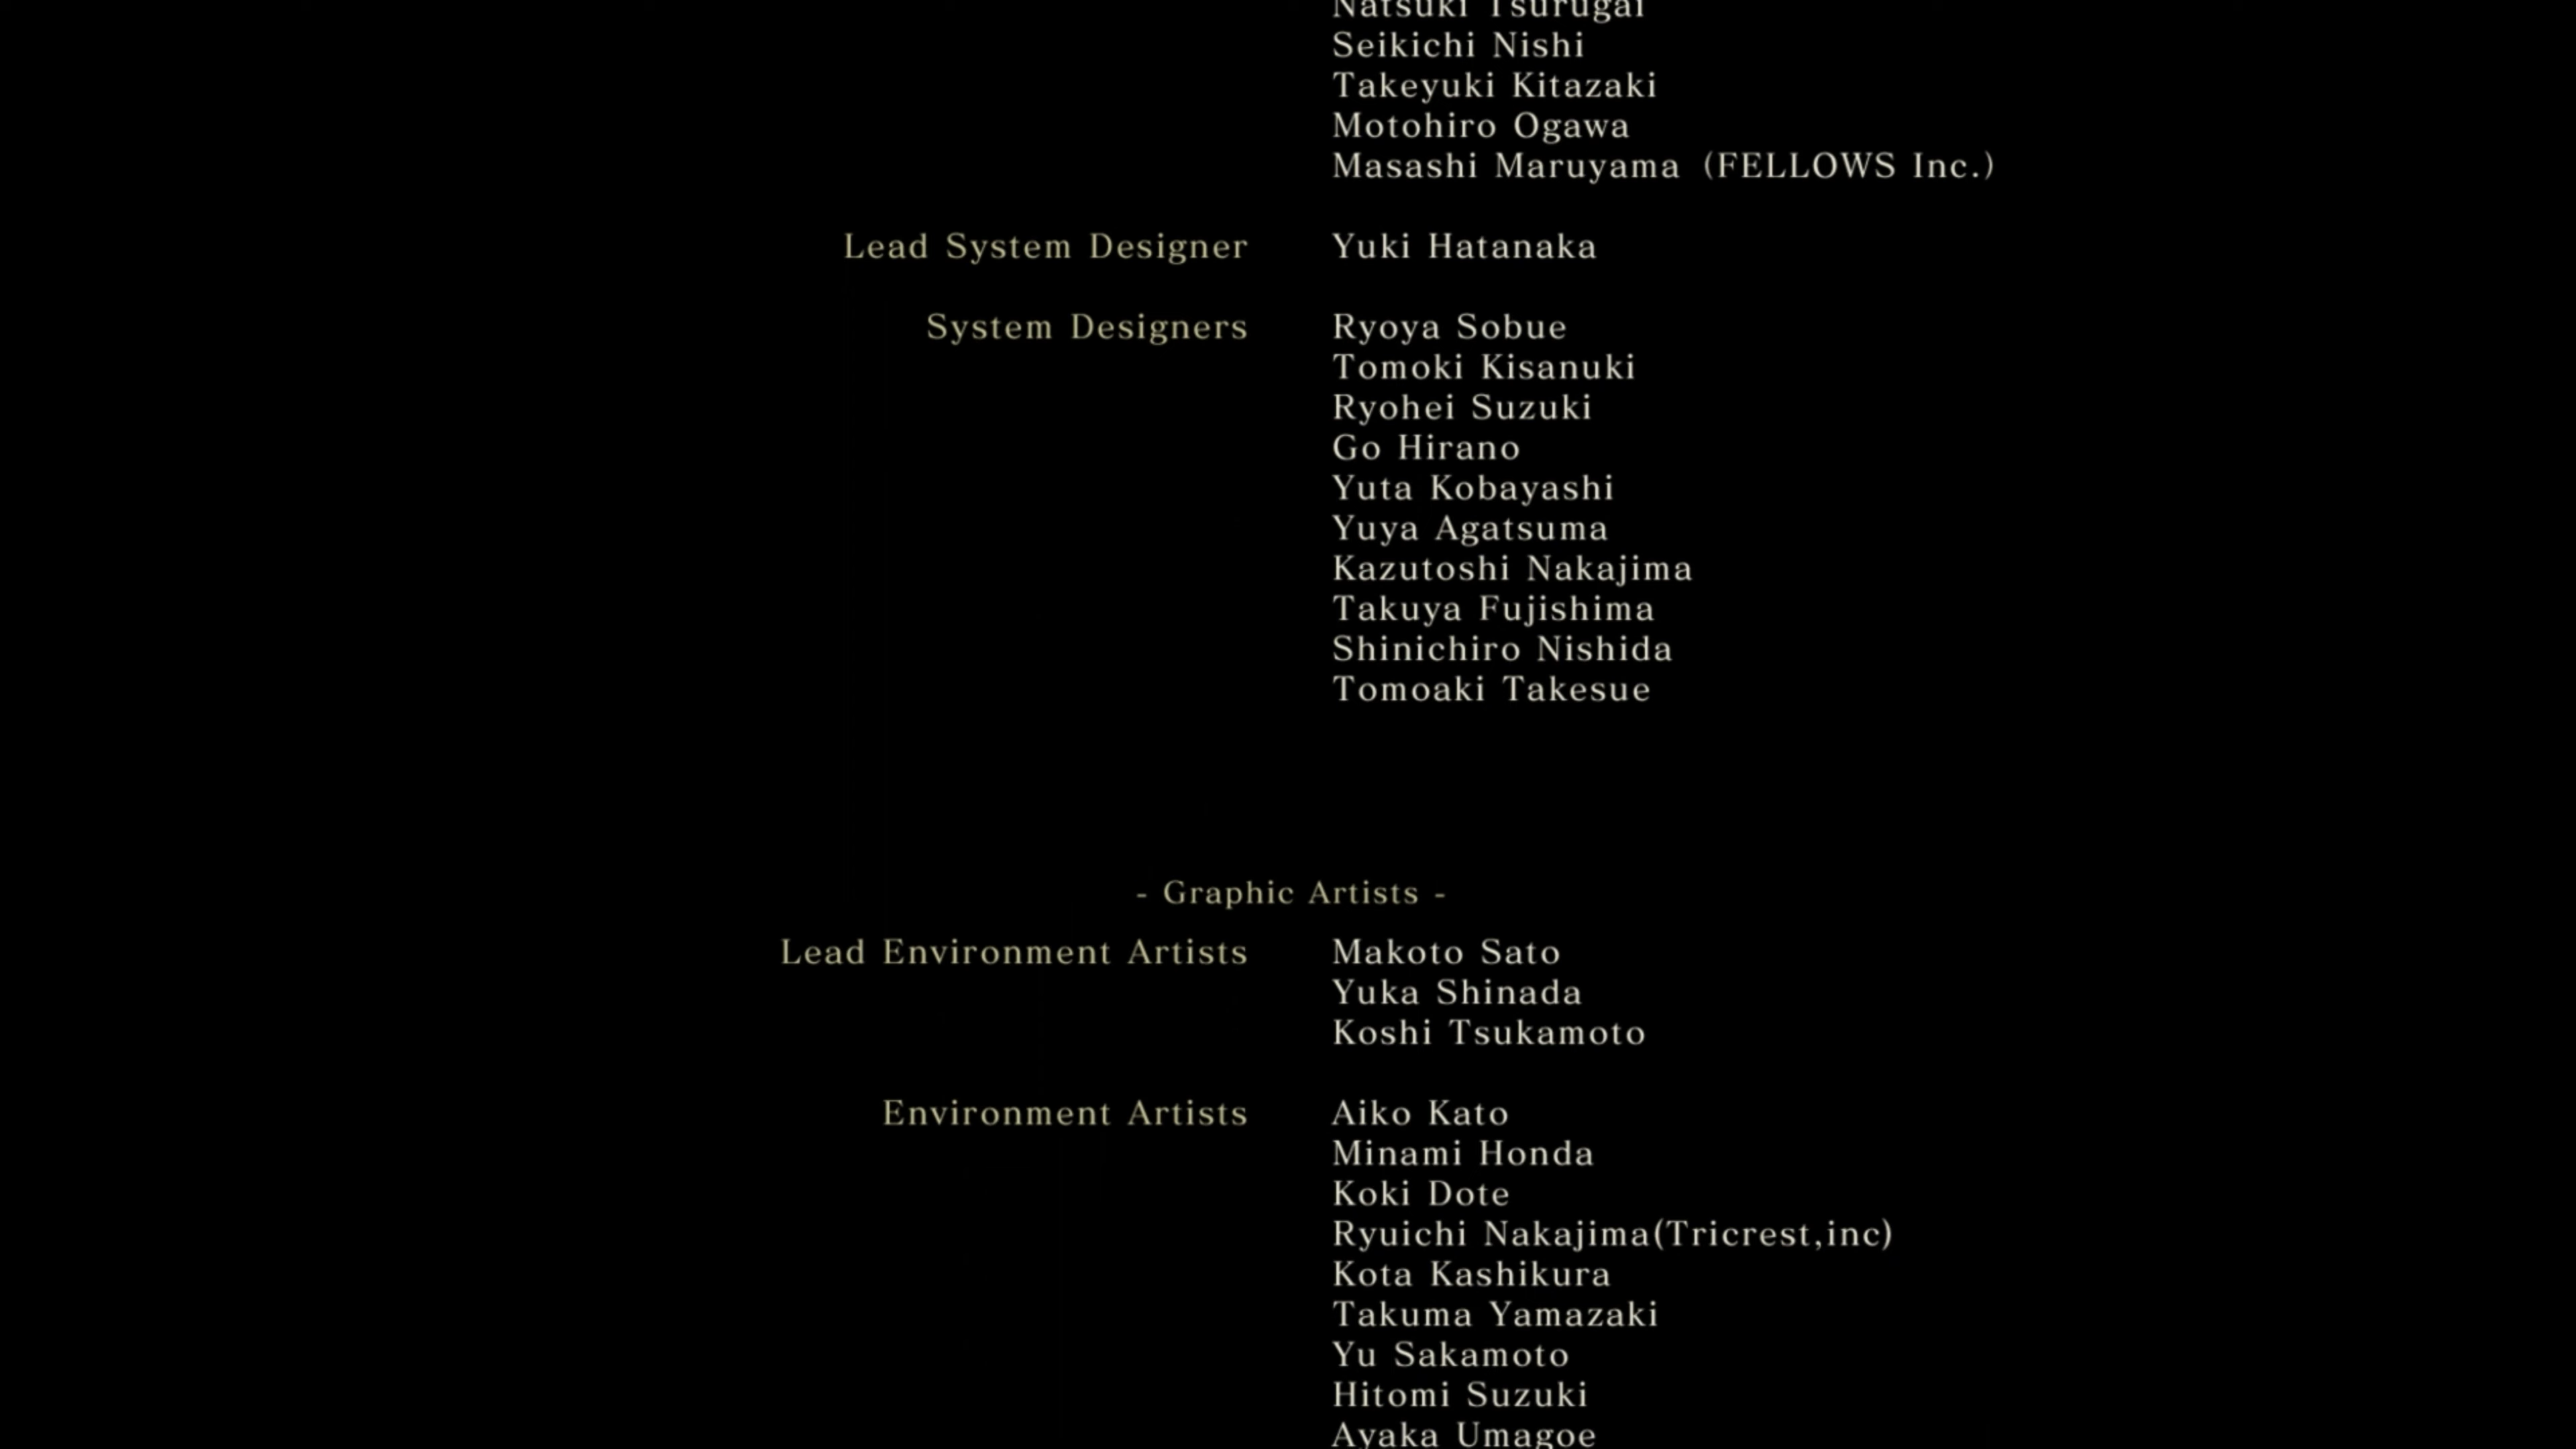 Natsuki Tsurugai
Seikichi Nishi
Takeyuki Kitazaki
Motohiro Ogawa
Masashi Maruyama (FELLOWS Inc.)
Lead System Designer Yuki Hatanaka
System Designers Ryoya Sobue
Tomoki Kisanuki
Ryohei Suzuki
Go Hirano
Yuta Kobayashi
Yuya Agatsuma
Kazutoshi Nakajima
Takuya Fujishima
Shinichiro Nishida
Tomoaki Takesue
- Graphic Artists -
Lead Environment Artists Makoto Sato
Yuka Shinada
Koshi Tsukamoto
Environment Artists Aiko Kato
Minami Honda
Koki Dote
Ryuichi Nakajima(Tricrest,inc)
Kota Kashikura
Takuma Yamazaki
Yu Sakamoto
Hitomi Suzuki
Ayaka Umagoe